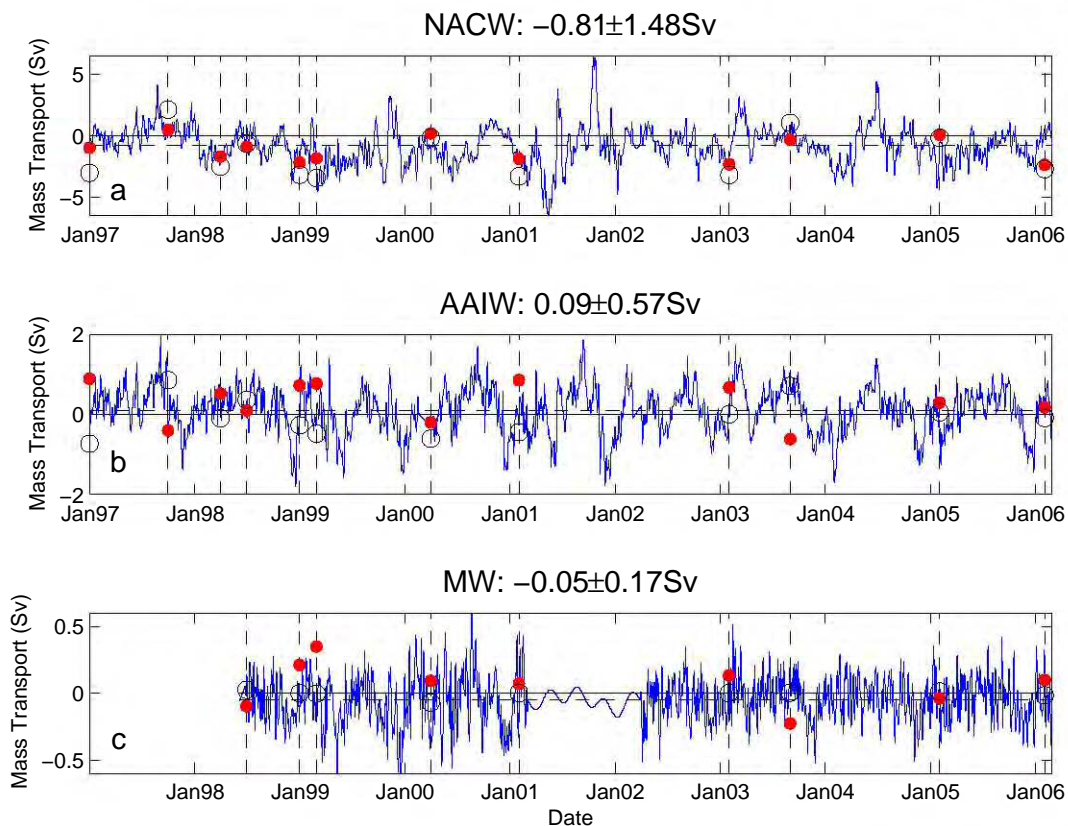 NACW: −0.81±1.48Sv
Mass Transport (Sv)
5
0
−5
a
Jan97 Jan98 Jan99 Jan00 Jan01 Jan02 Jan03 Jan04 Jan05 Jan06
AAIW: 0.09±0.57Sv
Mass Transport (Sv)
2
0
−2
b
Jan97 Jan98 Jan99 Jan00 Jan01 Jan02 Jan03 Jan04 Jan05 Jan06
MW: −0.05±0.17Sv
Mass Transport (Sv)
0.5
0
−0.5
c
Jan98 Jan99 Jan00 Jan01 Jan02 Jan03 Jan04 Jan05 Jan06
Date